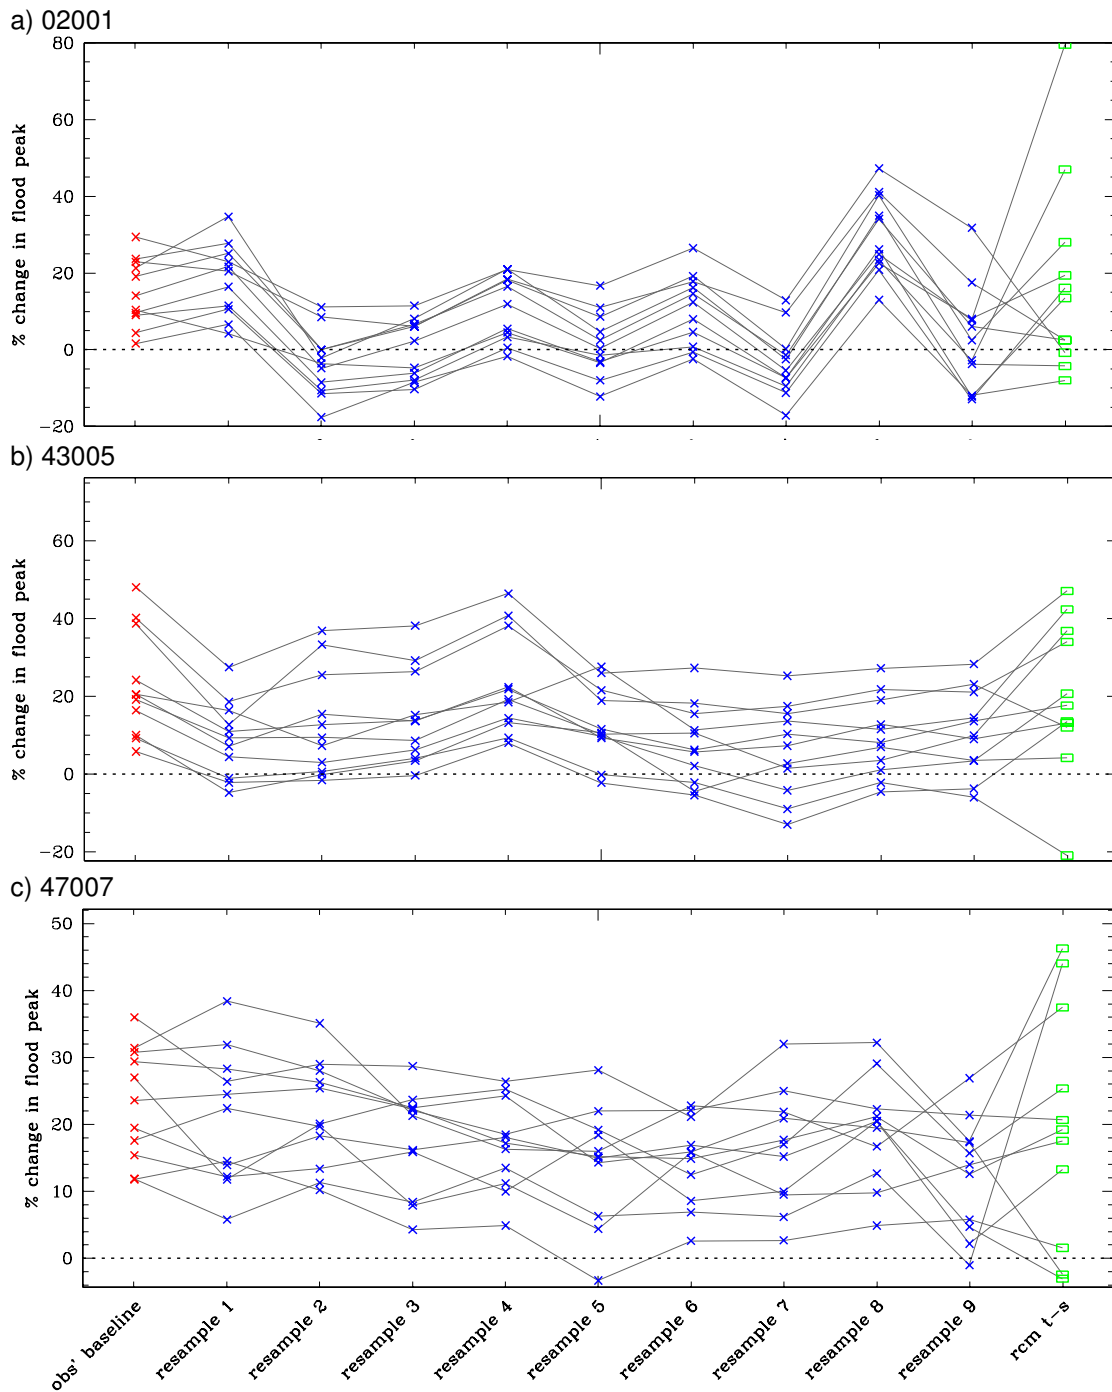 a) 02001
80
60
40
20
0
−20
% change in flood peak
b) 43005
60
40
20
0
−20
% change in flood peak
c) 47007
50
40
30
20
10
0
% change in flood peak
obs' baseline
resample 1
resample 2
resample 3
resample 4
resample 5
resample 6
resample 7
resample 8
resample 9
rcm t−s